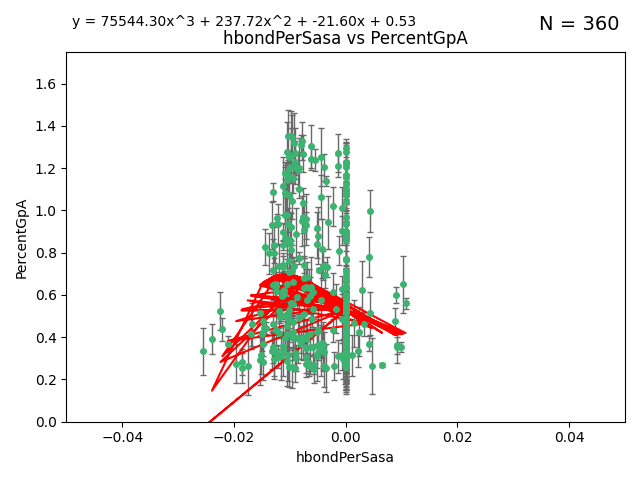 y = 75544.30x^3 + 237.72x^2 + -21.60x + 0.53
N = 360
hbondPerSasa vs PercentGpA
PercentGpA
1.6
1.4
1.2
1.0
0.8
0.6
0.4
0.2
0.0
−0.04 −0.02 0.00 0.02 0.04
hbondPerSasa